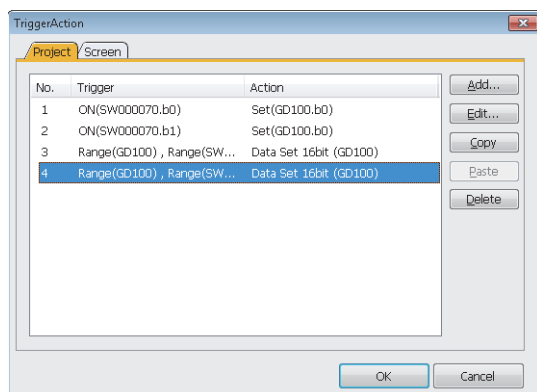 TriggerAction
Project Screen
No. Trigger Action Add...
1 ON(SW000070.b0) Set(GD100.b0) Edit...
2 ON(SW000070.b1) Set(GD100.b0) Copy
3 Range(GD100) , Range(SW... Data Set 16bit (GD100)
4 Range(GD100) , Range(SW... Data Set 16bit (GD100) Paste
Delete
OK Cancel